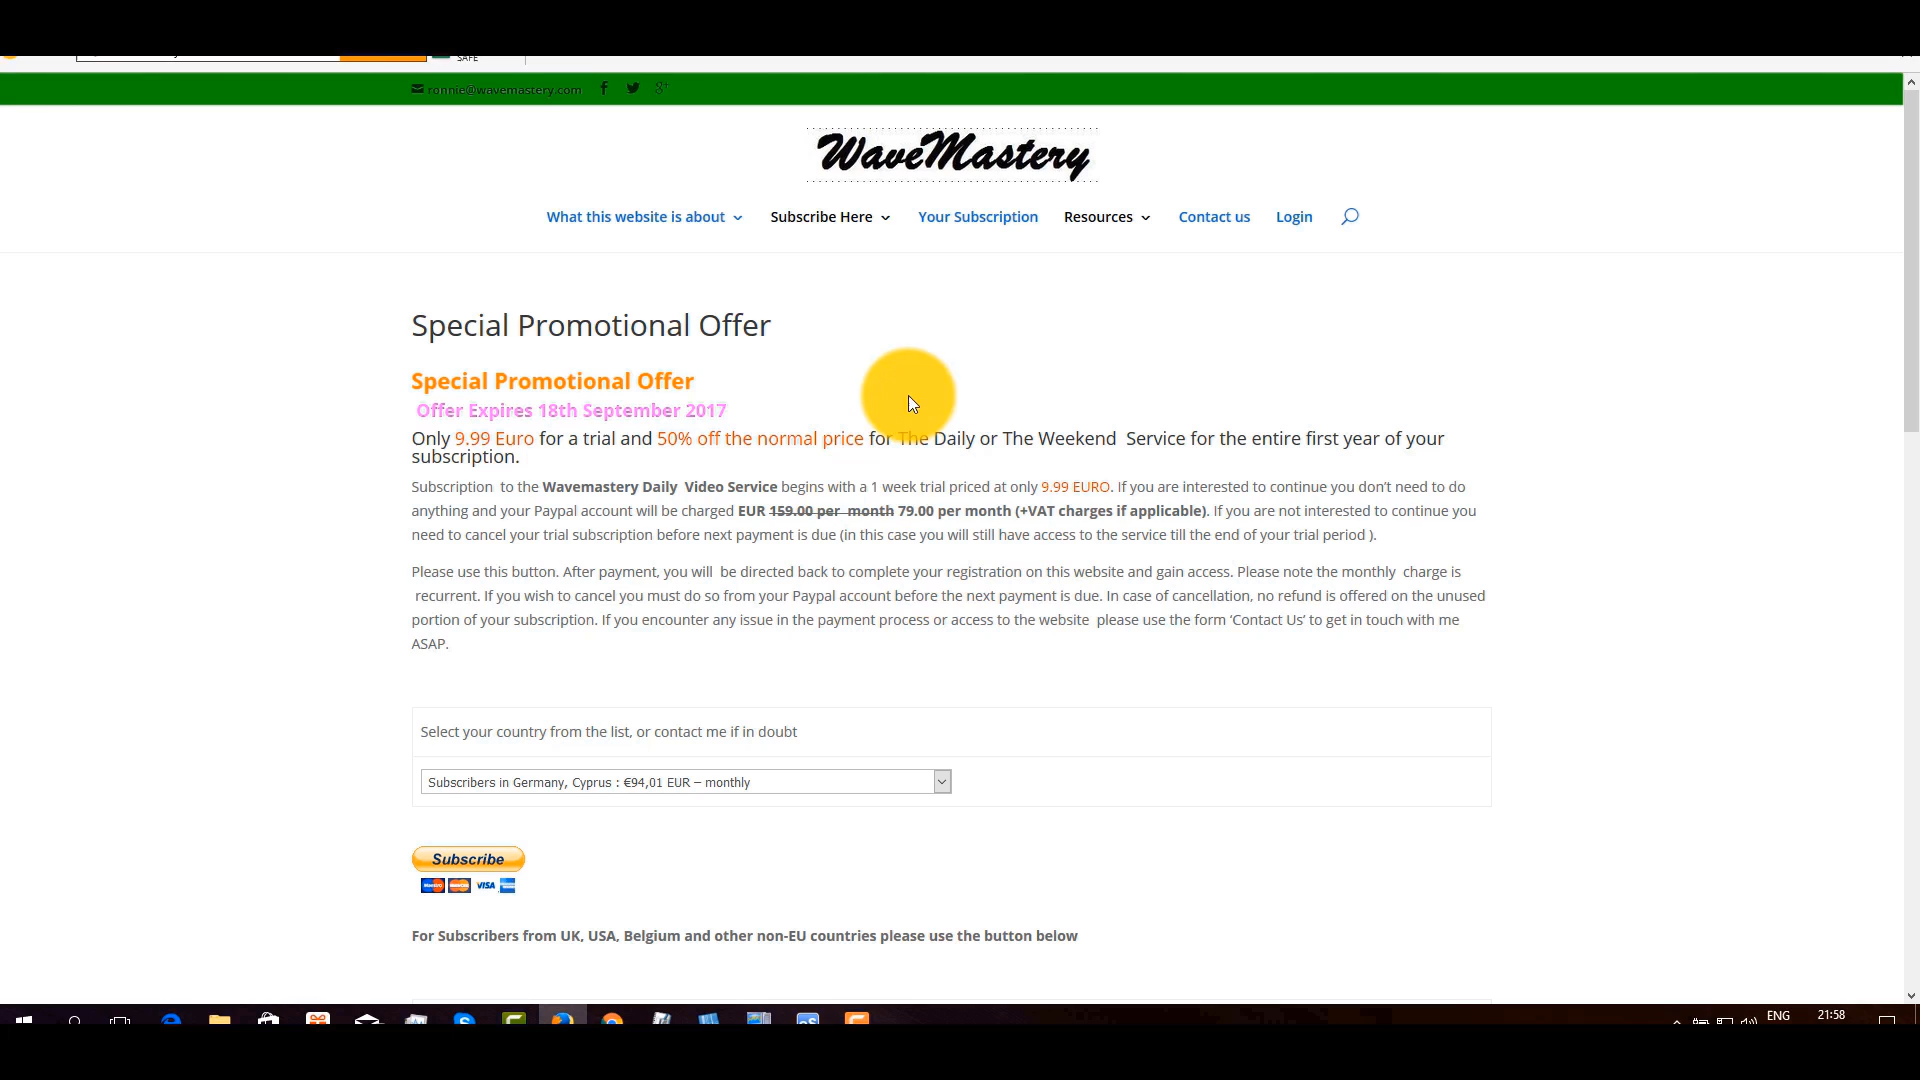 SAFE
ronnie@wavemastery.com
WaveMastery
What this website is about Subscribe Here Your Subscription Resources Contact us Login
Special Promotional Offer
Special Promotional Offer
Offer Expires 18th September 2017
Only 9.99 Euro for a trial and 50% off the normal price for The Daily or The Weekend Service for the entire first year of your
subscription.
Subscription to the Wavemastery Daily Video Service begins with a 1 week trial priced at only 9.99 EURO. If you are interested to continue you don't need to do
anything and your Paypal account will be charged EUR 159.00 per month 79.00 per month (+VAT charges if applicable). If you are not interested to continue you
need to cancel your trial subscription before next payment is due (in this case you will still have access to the service till the end of your trial period ).
Please use this button. After payment, you will be directed back to complete your registration on this website and gain access. Please note the monthly charge is
recurrent. If you wish to cancel you must do so from your Paypal account before the next payment is due. In case of cancellation, no refund is offered on the unused
portion of your subscription. If you encounter any issue in the payment process or access to the website please use the form ‘Contact Us’ to get in touch with me
ASAP.
Select your country from the list, or contact me if in doubt
Subscribers in Germany, Cyprus : €94,01 EUR – monthly
Subscribe
VISA
For Subscribers from UK, USA, Belgium and other non-EU countries please use the button below
ENG 21:58